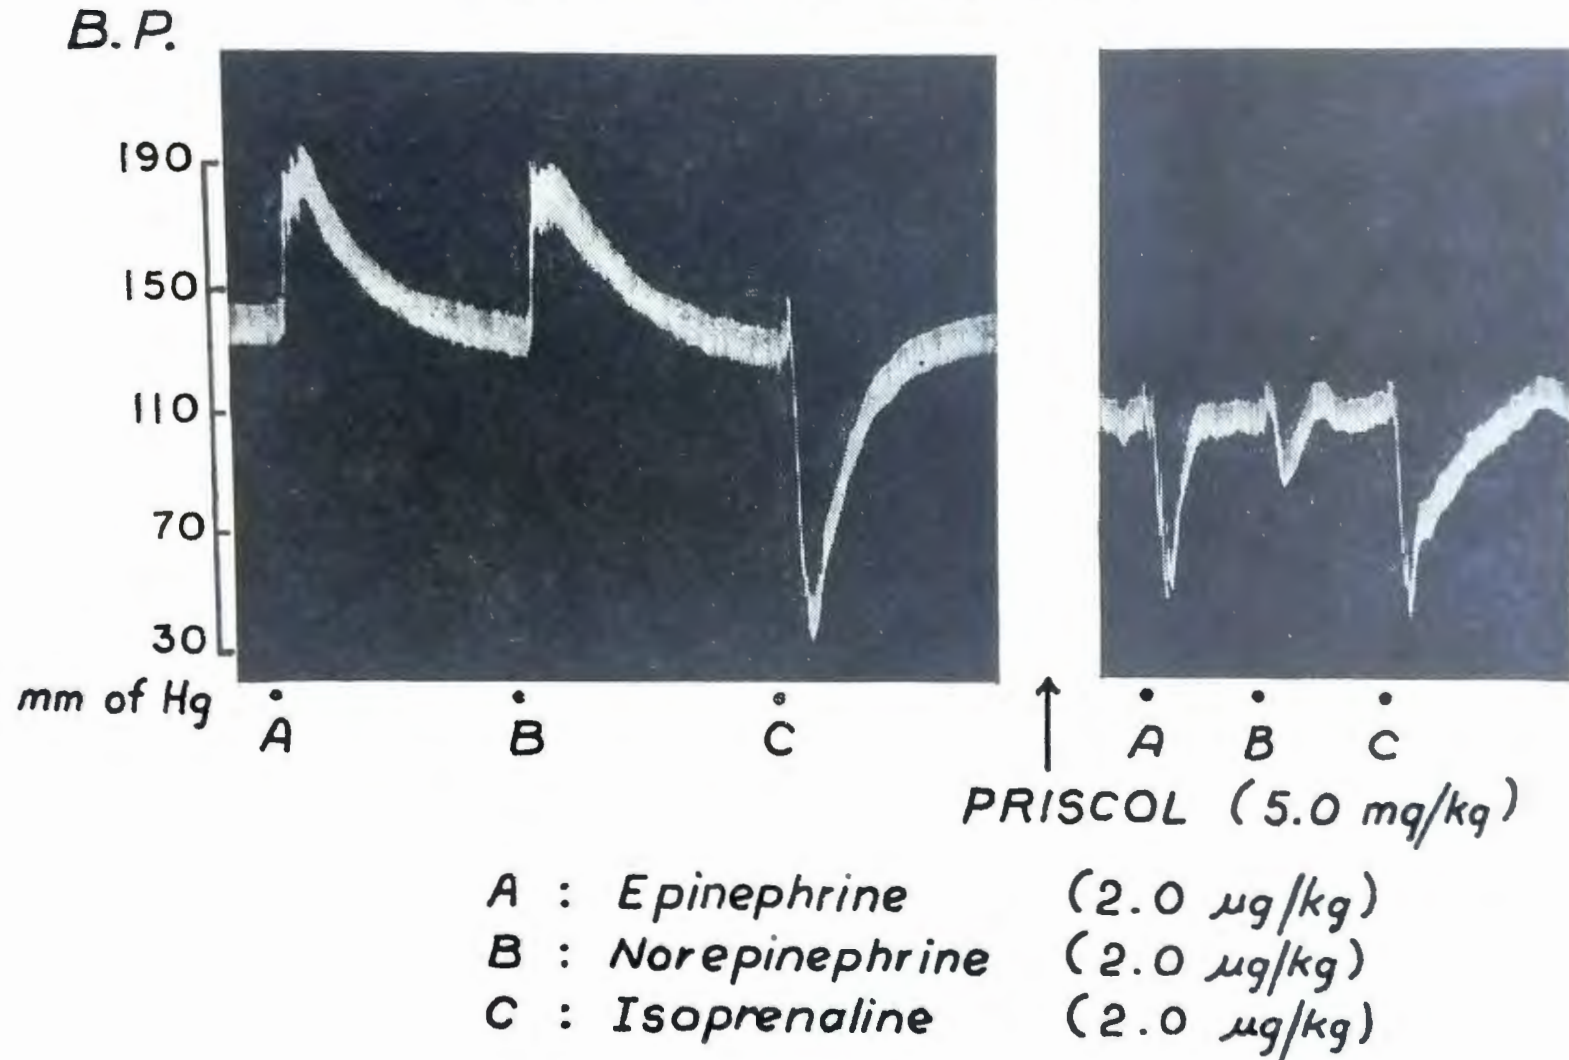 B.P.
190
150
110
70
30
mm of Hg
A B C A B C
PRISCOL (5.0 mg/kg)
A : Epinephrine (2.0 µg/kg)
B : Norepinephrine (2.0 µg/kg)
C : Isoprenaline (2.0 µg/kg)